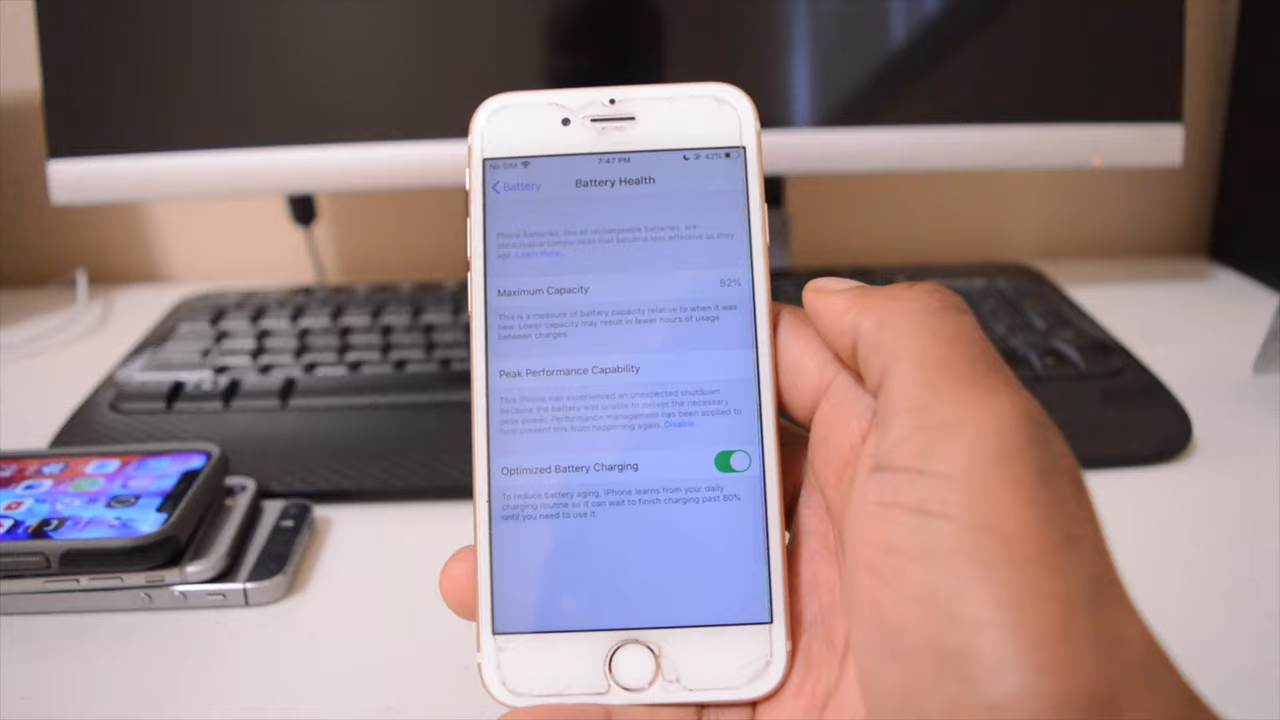 No SIM 7:47 PM 42%
Battery Battery Health
Phone batteries, like all rechargeable batteries, are
consumable components that become less effective as they
age. Learn more...
Maximum Capacity 82%
This is a measure of battery capacity relative to when it was
new. Lower capacity may result in fewer hours of usage
between charges.
Peak Performance Capability
This iPhone has experienced an unexpected shutdown
because the battery was unable to deliver the necessary
peak power. Performance management has been applied to
help prevent this from happening again. Disable...
Optimized Battery Charging
To reduce battery aging, iPhone learns from your daily
charging routine so it can wait to finish charging past 80%
until you need to use it.